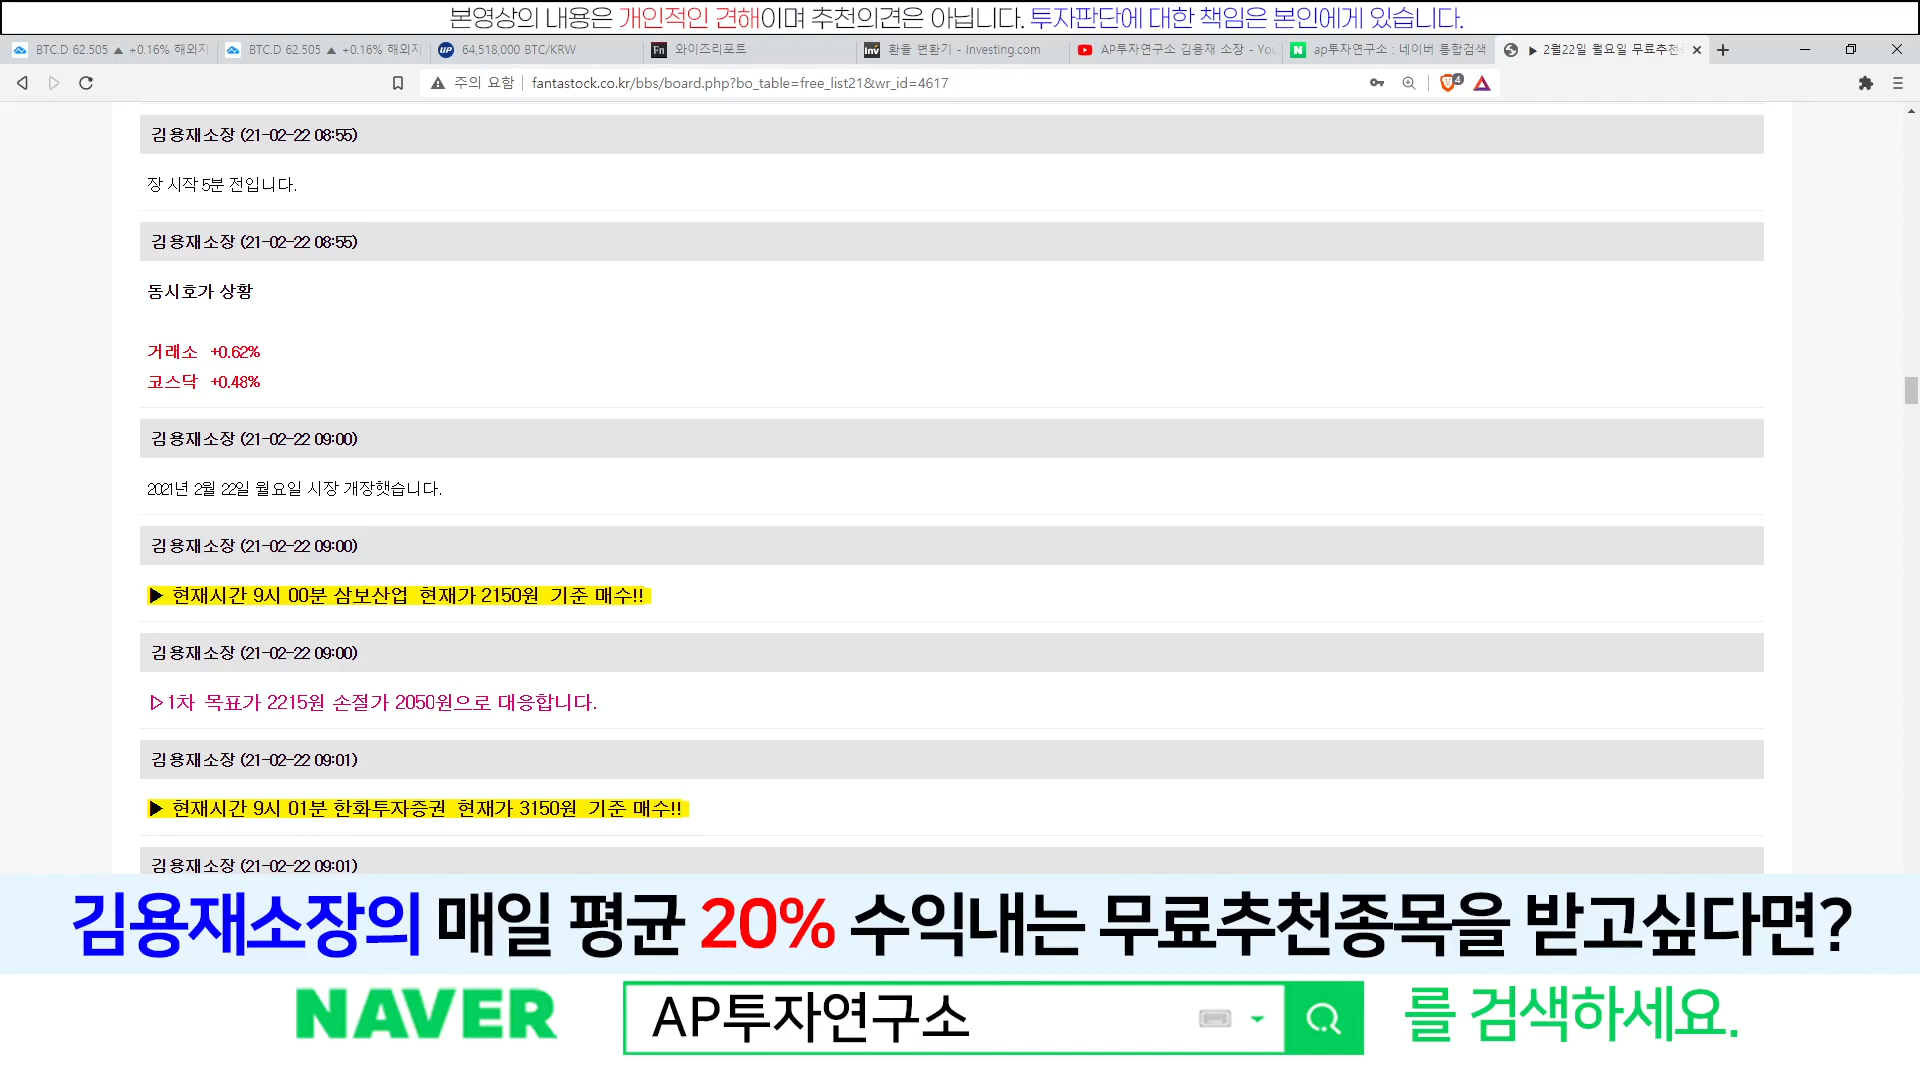 본영상의 내용은 개인적인 견해이며 추천의견은 아닙니다. 투자판단에 대한 책임은 본인에게 있습니다.
BTC.D 62.505 ▲ +0.16% 해외지
BTC.D 62.505 ▲ +0.16% 해외지
UP 64,518,000 BTC/KRW
Fn 와이즈리포트
Inv 환율 변환기 - Investing.com
AP투자연구소 김용재 소장 - You
N ap투자연구소 : 네이버 통합검색
▶ 2월22일 월요일 무료추천
주의 요함
fantastock.co.kr/bbs/board.php?bo_table=free_list21&wr_id=4617
4
김용재소장 (21-02-22 08:55)
장 시작 5분 전입니다.
김용재소장 (21-02-22 08:55)
동시호가 상황
거래소 +0.62%
코스닥 +0.48%
김용재소장 (21-02-22 09:00)
2021년 2월 22일 월요일 시장 개장햇습니다.
김용재소장 (21-02-22 09:00)
▶ 현재시간 9시 00분 삼보산업 현재가 2150원 기준 매수!!
김용재소장 (21-02-22 09:00)
▷1차 목표가 2215원 손절가 2050원으로 대응합니다.
김용재소장 (21-02-22 09:01)
▶ 현재시간 9시 01분 한화투자증권 현재가 3150원 기준 매수!!
김용재소장 (21-02-22 09:01)
김용재소장의 매일 평균 20% 수익내는 무료추천종목을 받고싶다면?
NAVER AP투자연구소 를 검색하세요.